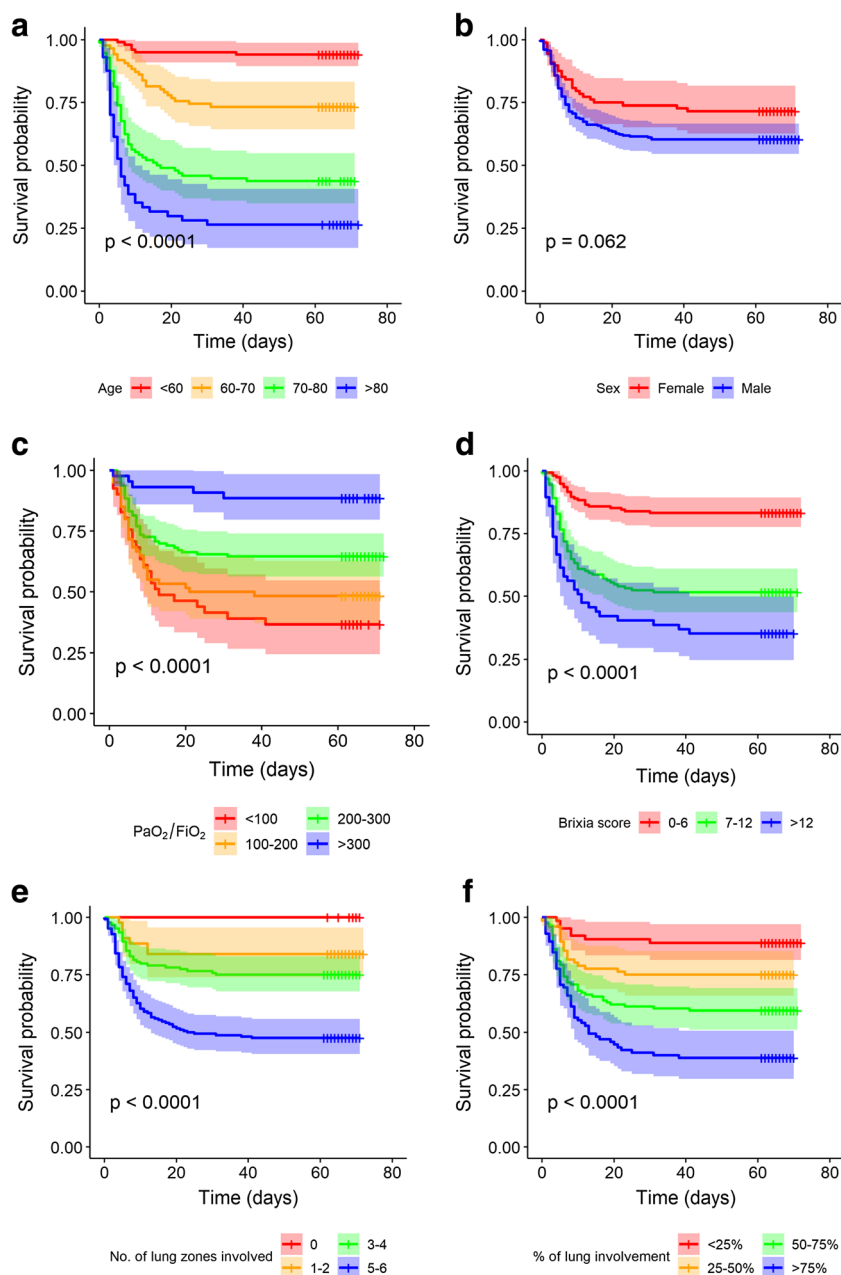 a
1.00
0.75
0.50
0.25
0.00
Survival probability
p < 0.0001
0 20 40 60 80
Time (days)
Age <60 60-70 70-80 >80
b
1.00
0.75
0.50
0.25
0.00
Survival probability
p = 0.062
0 20 40 60 80
Time (days)
Sex Female Male
c
1.00
0.75
0.50
0.25
0.00
Survival probability
p < 0.0001
0 20 40 60 80
Time (days)
PaO₂/FiO₂
<100 200-300
100-200 >300
d
1.00
0.75
0.50
0.25
0.00
Survival probability
p < 0.0001
0 20 40 60 80
Time (days)
Brixia score 0-6 7-12 >12
e
1.00
0.75
0.50
0.25
0.00
Survival probability
p < 0.0001
0 20 40 60 80
Time (days)
No. of lung zones involved
0 3-4
1-2 5-6
f
1.00
0.75
0.50
0.25
0.00
Survival probability
p < 0.0001
0 20 40 60 80
Time (days)
% of lung involvement
<25% 50-75%
25-50% >75%